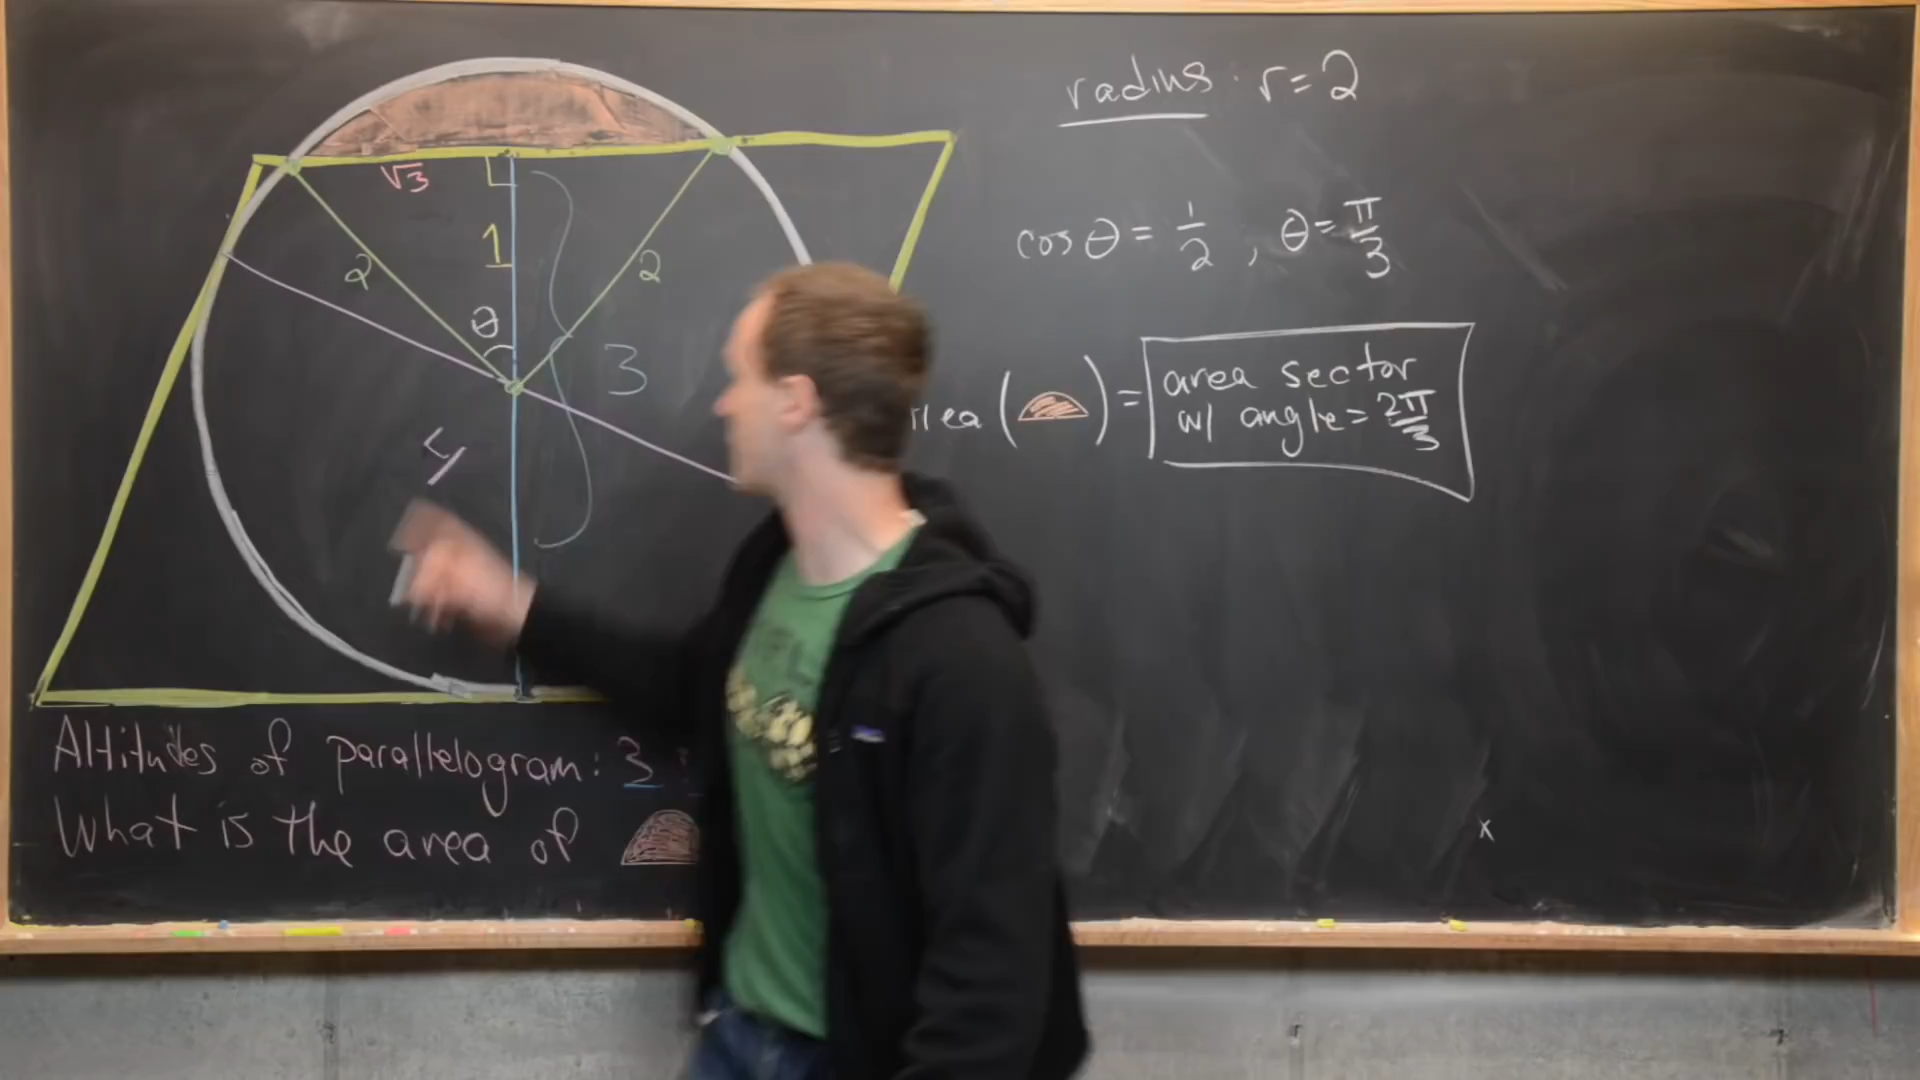 radius: r=2
√3
1
2
2
θ
3
4
cos θ = 1/2, θ = π/3
area ( ) = area sector
w/ angle = 2π/3
Altitudes of parallelogram: 3
What is the area of
x